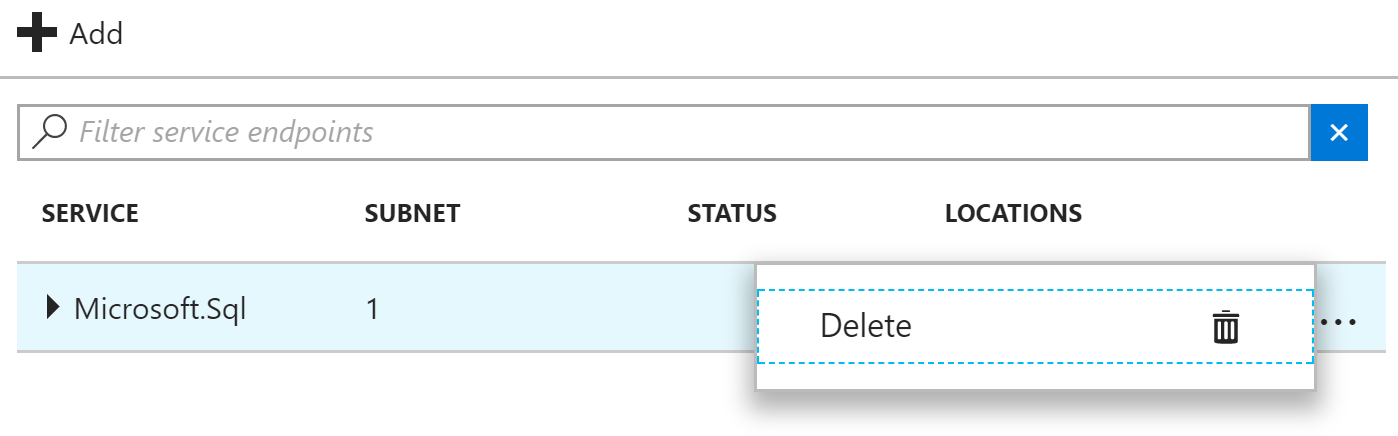 Add
Filter service endpoints
SERVICE SUBNET STATUS LOCATIONS
Microsoft.Sql 1 ...
Delete